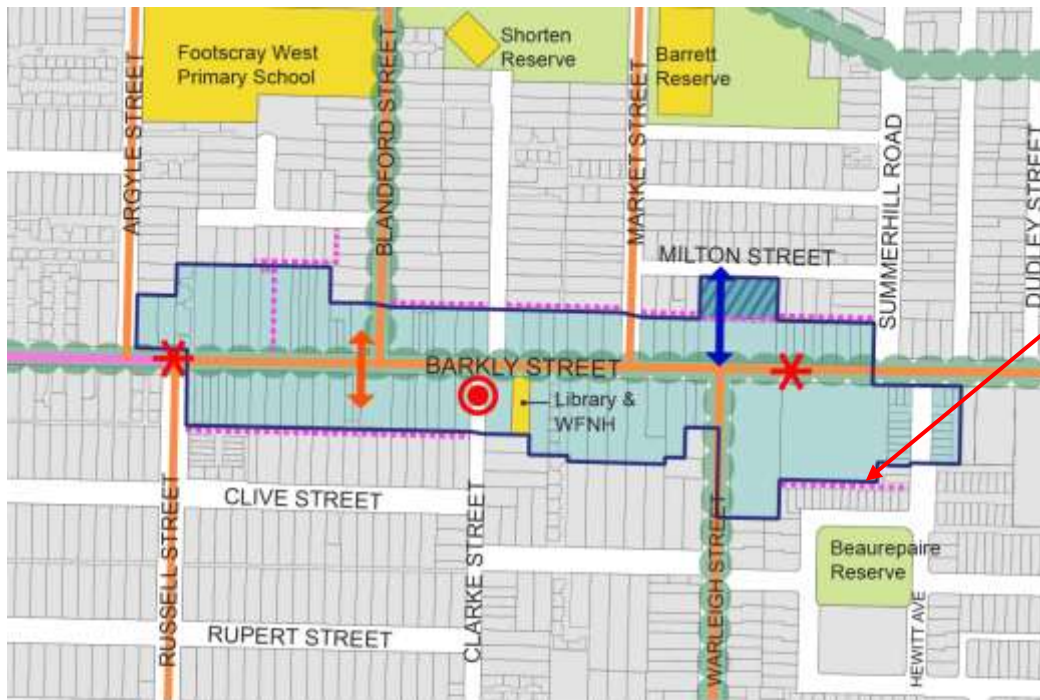 Footscray West
Primary School
Shorten
Reserve
Barrett
Reserve
ARGYLE STREET
BLANDFORD STREET
MARKET STREET
SUMMERHILL ROAD
DUDLEY STREET
MILTON STREET
BARKLY STREET
Library &
WFNH
CLIVE STREET
RUSSELL STREET
CLARKE STREET
WARLEIGH STREET
Beaurepaire
Reserve
RUPERT STREET
HEWITT AVE